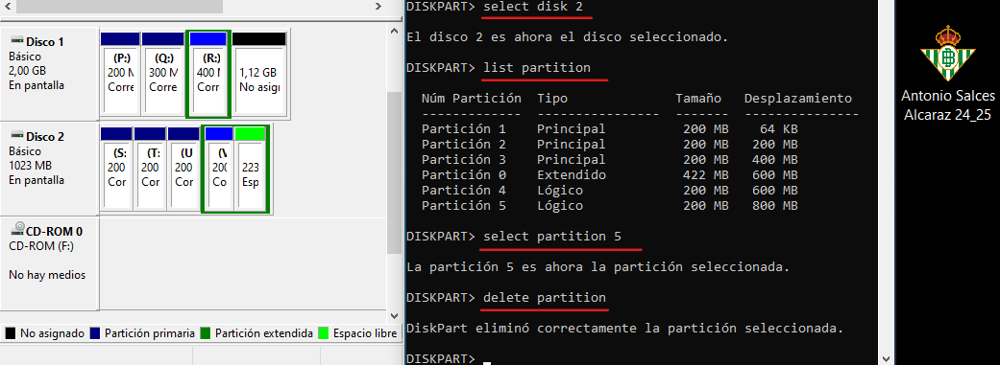 Disco 1
Básico
2,00 GB
En pantalla
(P:)
200 M
Corre
(Q:)
300 M
Corre
(R:)
400 M
Corre
1,12 GB
No asign
Disco 2
Básico
1023 MB
En pantalla
(S:
200
Cor
(T:
200
Cor
(U
200
Cor
(V
20
Co
223
Esp
CD-ROM 0
CD-ROM (F:)
No hay medios
No asignado Partición primaria Partición extendida Espacio libre
DISKPART> select disk 2
El disco 2 es ahora el disco seleccionado.
DISKPART> list partition
Núm Partición Tipo Tamaño Desplazamiento
------------- ---------------- ------- ---------------
Partición 1 Principal 200 MB 64 KB
Partición 2 Principal 200 MB 200 MB
Partición 3 Principal 200 MB 400 MB
Partición 0 Extendido 422 MB 600 MB
Partición 4 Lógico 200 MB 600 MB
Partición 5 Lógico 200 MB 800 MB
DISKPART> select partition 5
La partición 5 es ahora la partición seleccionada.
DISKPART> delete partition
DiskPart eliminó correctamente la partición seleccionada.
DISKPART>
Antonio Salces
Alcaraz 24_25